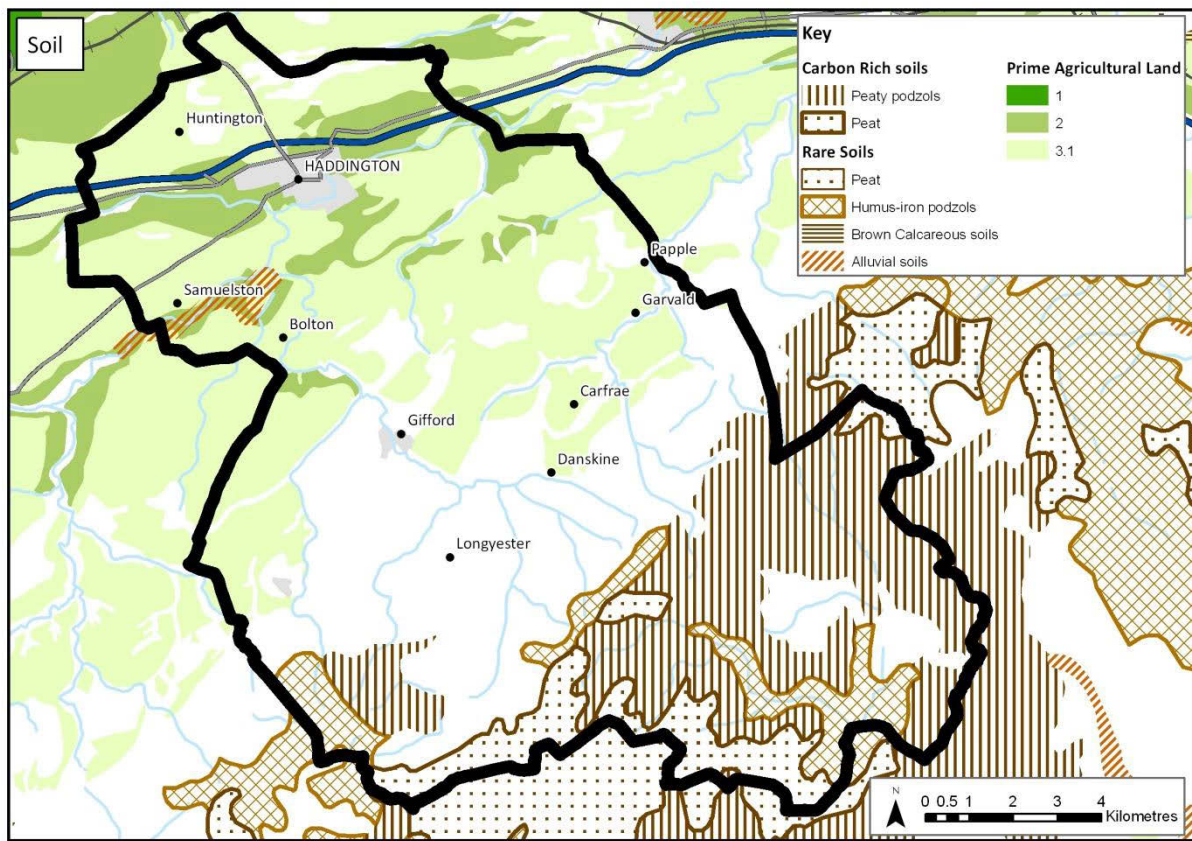 Soil
Key
Carbon Rich soils
Peaty podzols
Peat
Rare Soils
Peat
Humus-iron podzols
Brown Calcareous soils
Alluvial soils
Prime Agricultural Land
1
2
3.1
Huntington
HADDINGTON
Papple
Samuelston
Garvald
Bolton
Carfrae
Gifford
Danskine
Longyester
N
0 0.5 1 2 3 4
Kilometres